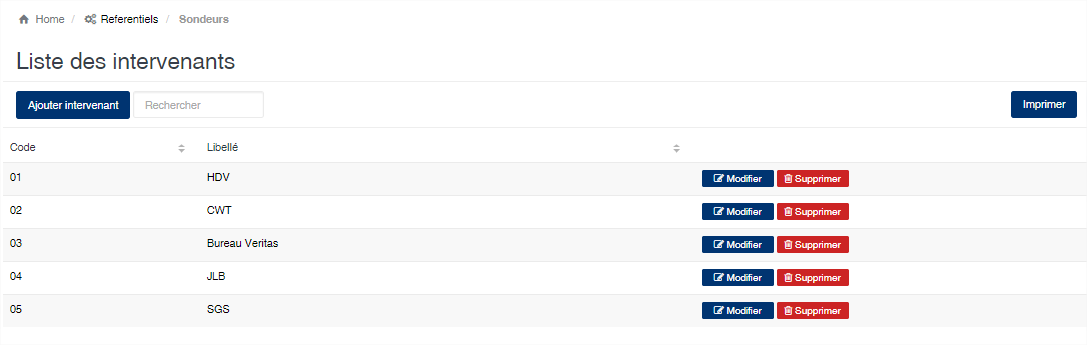 Home / Referentiels / Sondeurs
Liste des intervenants
Ajouter intervenant Rechercher Imprimer
Code Libellé
01 HDV Modifier Supprimer
02 CWT Modifier Supprimer
03 Bureau Veritas Modifier Supprimer
04 JLB Modifier Supprimer
05 SGS Modifier Supprimer